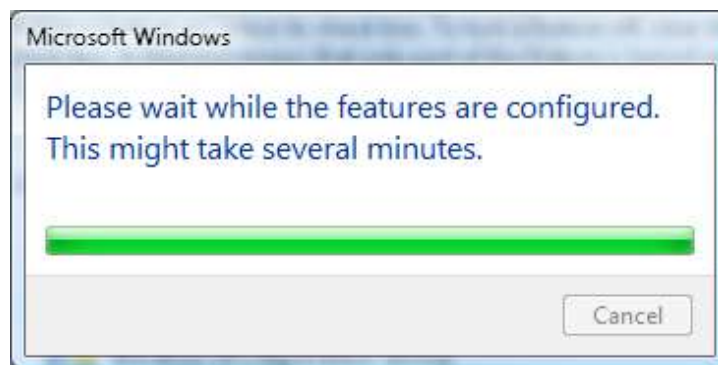 Microsoft Windows
Please wait while the features are configured.
This might take several minutes.
Cancel